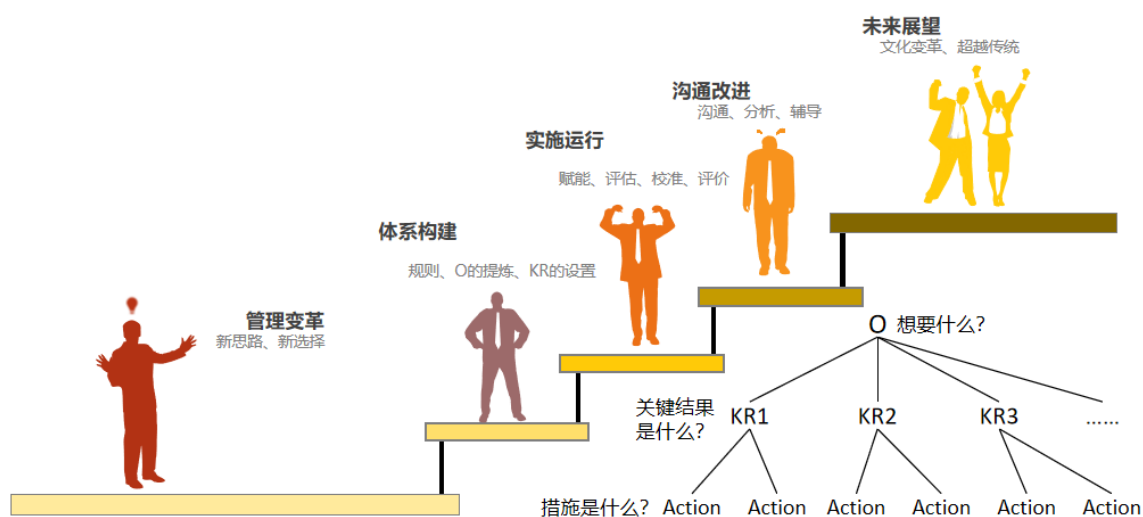 未来展望
文化变革、超越传统
沟通改进
沟通、分析、辅导
实施运行
赋能、评估、校准、评价
体系构建
规则、O的提炼、KR的设置
管理变革
新思路、新选择
O 想要什么?
关键结果
是什么?
KR1 KR2 KR3 ……
措施是什么? Action Action Action Action Action Action